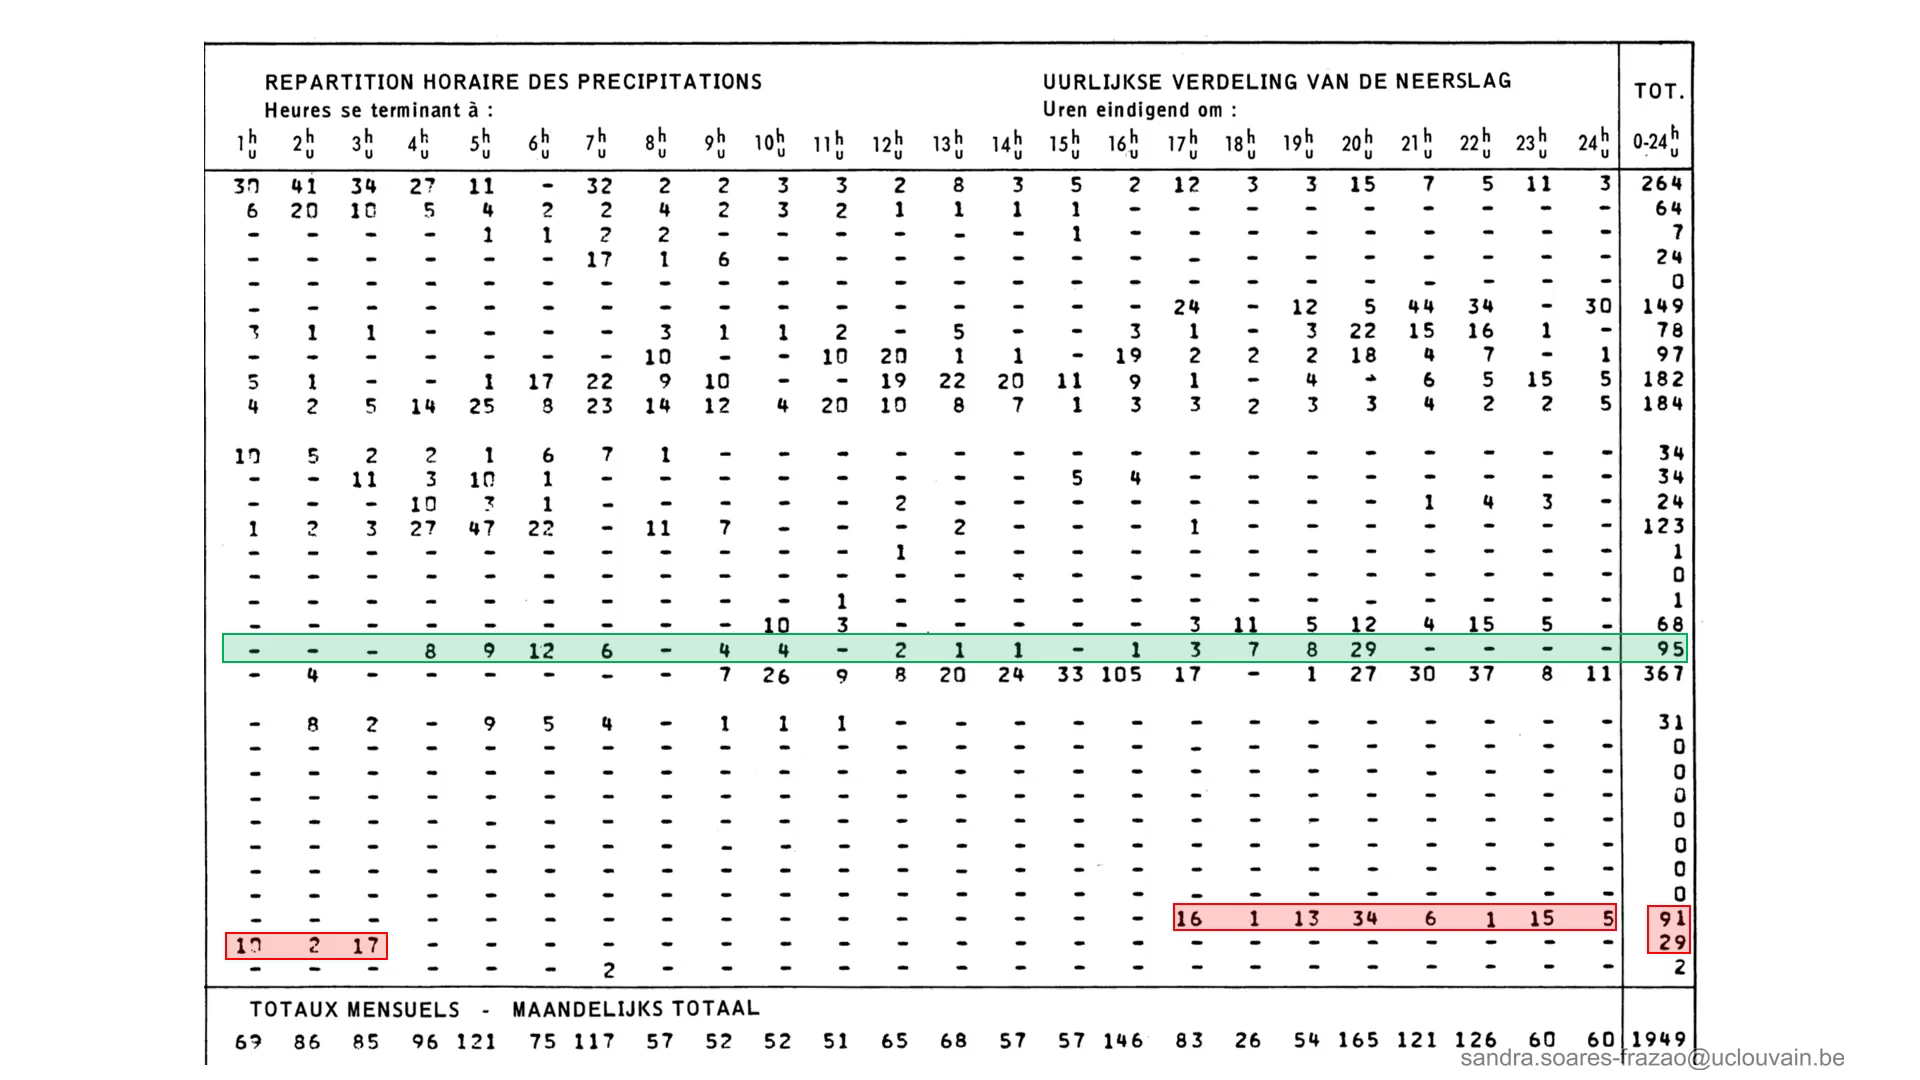 REPARTITION HORAIRE DES PRECIPITATIONS UURLIJKSE VERDELING VAN DE NEERSLAG TOT.
Heures se terminant à : Uren eindigend om :
1h/u 2h/u 3h/u 4h/u 5h/u 6h/u 7h/u 8h/u 9h/u 10h/u 11h/u 12h/u 13h/u 14h/u 15h/u 16h/u 17h/u 18h/u 19h/u 20h/u 21h/u 22h/u 23h/u 24h/u 0-24h/u
30 41 34 27 11 - 32 2 2 3 3 2 8 3 5 2 12 3 3 15 7 5 11 3 264
6 20 10 5 4 2 2 4 2 3 2 1 1 1 1 - - - - - - - - - 64
- - - - 1 1 2 2 - - - - - - 1 - - - - - - - - - 7
- - - - - - 17 1 6 - - - - - - - - - - - - - - - 24
- - - - - - - - - - - - - - - - - - - - - - - - 0
- - - - - - - - - - - - - - - - 24 - 12 5 44 34 - 30 149
3 1 1 - - - - 3 1 1 2 - 5 - - 3 1 - 3 22 15 16 1 - 78
- - - - - - - 10 - - 10 20 1 1 - 19 2 2 2 18 4 7 - 1 97
5 1 - - 1 17 22 9 10 - - 19 22 20 11 9 1 - 4 - 6 5 15 5 182
4 2 5 14 25 8 23 14 12 4 20 10 8 7 1 3 3 2 3 3 4 2 2 5 184
10 5 2 2 1 6 7 1 - - - - - - - - - - - - - - - - 34
- - 11 3 10 1 - - - - - - - - 5 4 - - - - - - - - 34
- - - 10 3 1 - - - - - 2 - - - - - - - - 1 4 3 - 24
1 2 3 27 47 22 - 11 7 - - - 2 - - - 1 - - - - - - - 123
- - - - - - - - - - - 1 - - - - - - - - - - - - 1
- - - - - - - - - - - - - - - - - - - - - - - - 0
- - - - - - - - - - 1 - - - - - - - - - - - - - 1
- - - - - - - - - 10 3 - - - - - 3 11 5 12 4 15 5 - 68
- - - 8 9 12 6 - 4 4 - 2 1 1 - 1 3 7 8 29 - - - - 95
- 4 - - - - - - 7 26 9 8 20 24 33 105 17 - 1 27 30 37 8 11 367
- 8 2 - 9 5 4 - 1 1 1 - - - - - - - - - - - - - 31
- - - - - - - - - - - - - - - - - - - - - - - - 0
- - - - - - - - - - - - - - - - - - - - - - - - 0
- - - - - - - - - - - - - - - - - - - - - - - - 0
- - - - - - - - - - - - - - - - - - - - - - - - 0
- - - - - - - - - - - - - - - - - - - - - - - - 0
- - - - - - - - - - - - - - - - - - - - - - - - 0
- - - - - - - - - - - - - - - - - - - - - - - - 0
- - - - - - - - - - - - - - - - 16 1 13 34 6 1 15 5 91
10 2 17 - - - - - - - - - - - - - - - - - - - - - 29
- - - - - - 2 - - - - - - - - - - - - - - - - - 2
TOTAUX MENSUELS - MAANDELIJKS TOTAAL
69 86 85 96 121 75 117 57 52 52 51 65 68 57 57 146 83 26 54 165 121 126 60 60 1949
sandra.soares-frazao@uclouvain.be